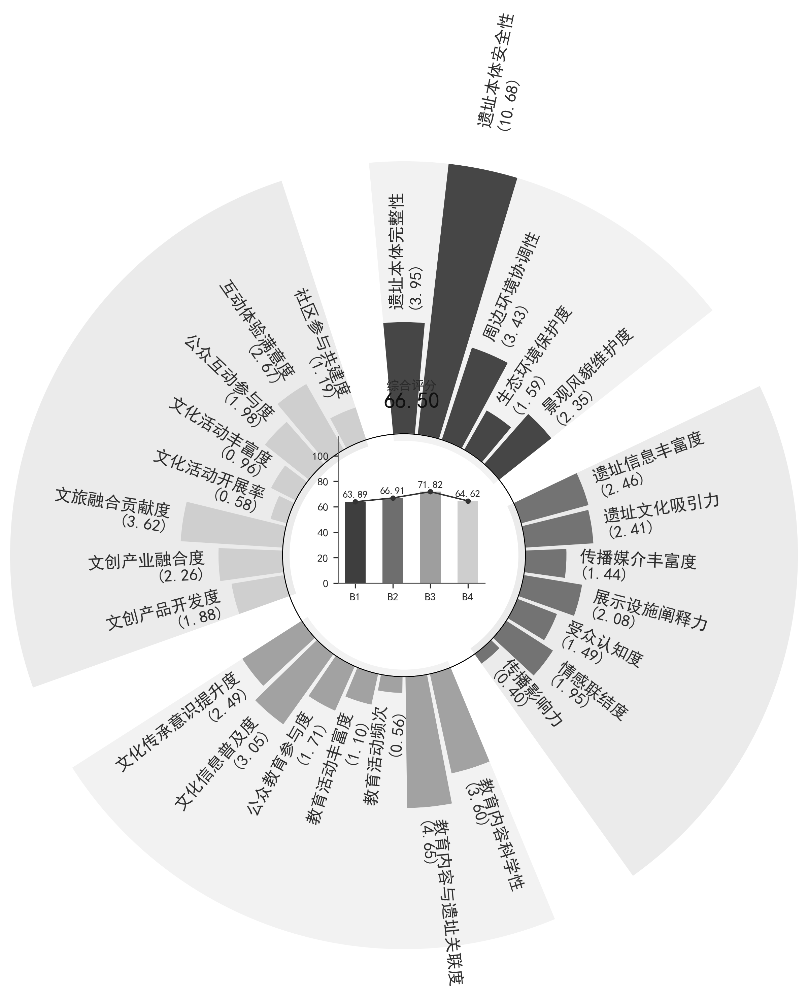 遗址本体完整性
(3.95)
遗址本体安全性
(10.68)
周边环境协调性
(3.43)
生态环境保护度
(1.59)
景观风貌维护度
(2.35)
遗址信息丰富度
(2.46)
遗址文化吸引力
(2.41)
传播媒介丰富度
(1.44)
展示设施阐释力
(2.08)
受众认知度
(1.49)
情感联结度
(1.95)
传播影响力
(0.40)
教育内容科学性
(3.60)
教育内容与遗址关联度
(4.65)
教育活动频次
(0.56)
教育活动丰富度
(1.10)
公众教育参与度
(1.71)
文化信息普及度
(3.05)
文化传承意识提升度
(2.49)
文创产品开发度
(1.88)
文创产业融合度
(2.26)
文旅融合贡献度
(3.62)
文化活动开展率
(0.58)
文化活动丰富度
(0.96)
公众互动参与度
(1.98)
互动体验满意度
(2.67)
社区参与共建度
(1.19)
综合评分
66.50
100
80
60
40
20
0
63.89
66.91
71.82
64.62
B1
B2
B3
B4